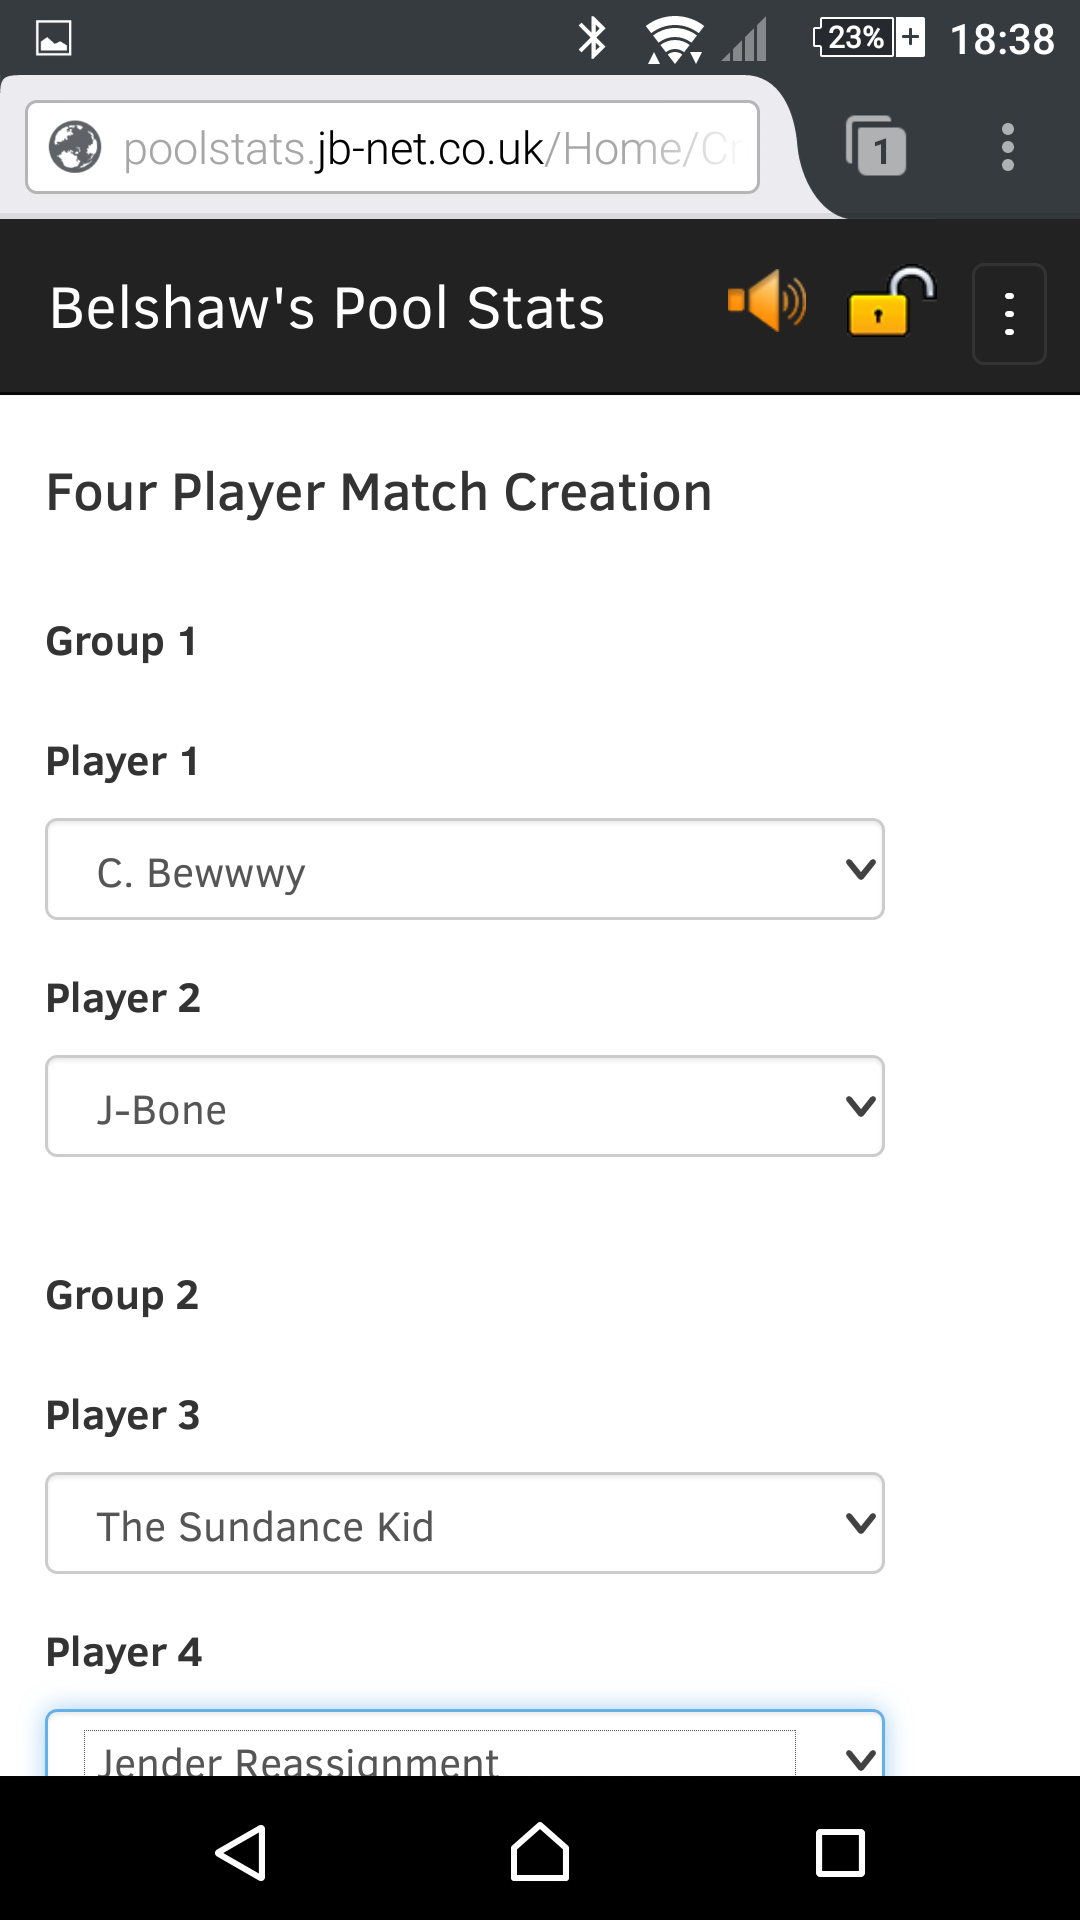 23% 18:38
poolstats.jb-net.co.uk/Home/Cr
1
Belshaw's Pool Stats
Four Player Match Creation
Group 1
Player 1
C. Bewwwy
Player 2
J-Bone
Group 2
Player 3
The Sundance Kid
Player 4
Jender Reassignment